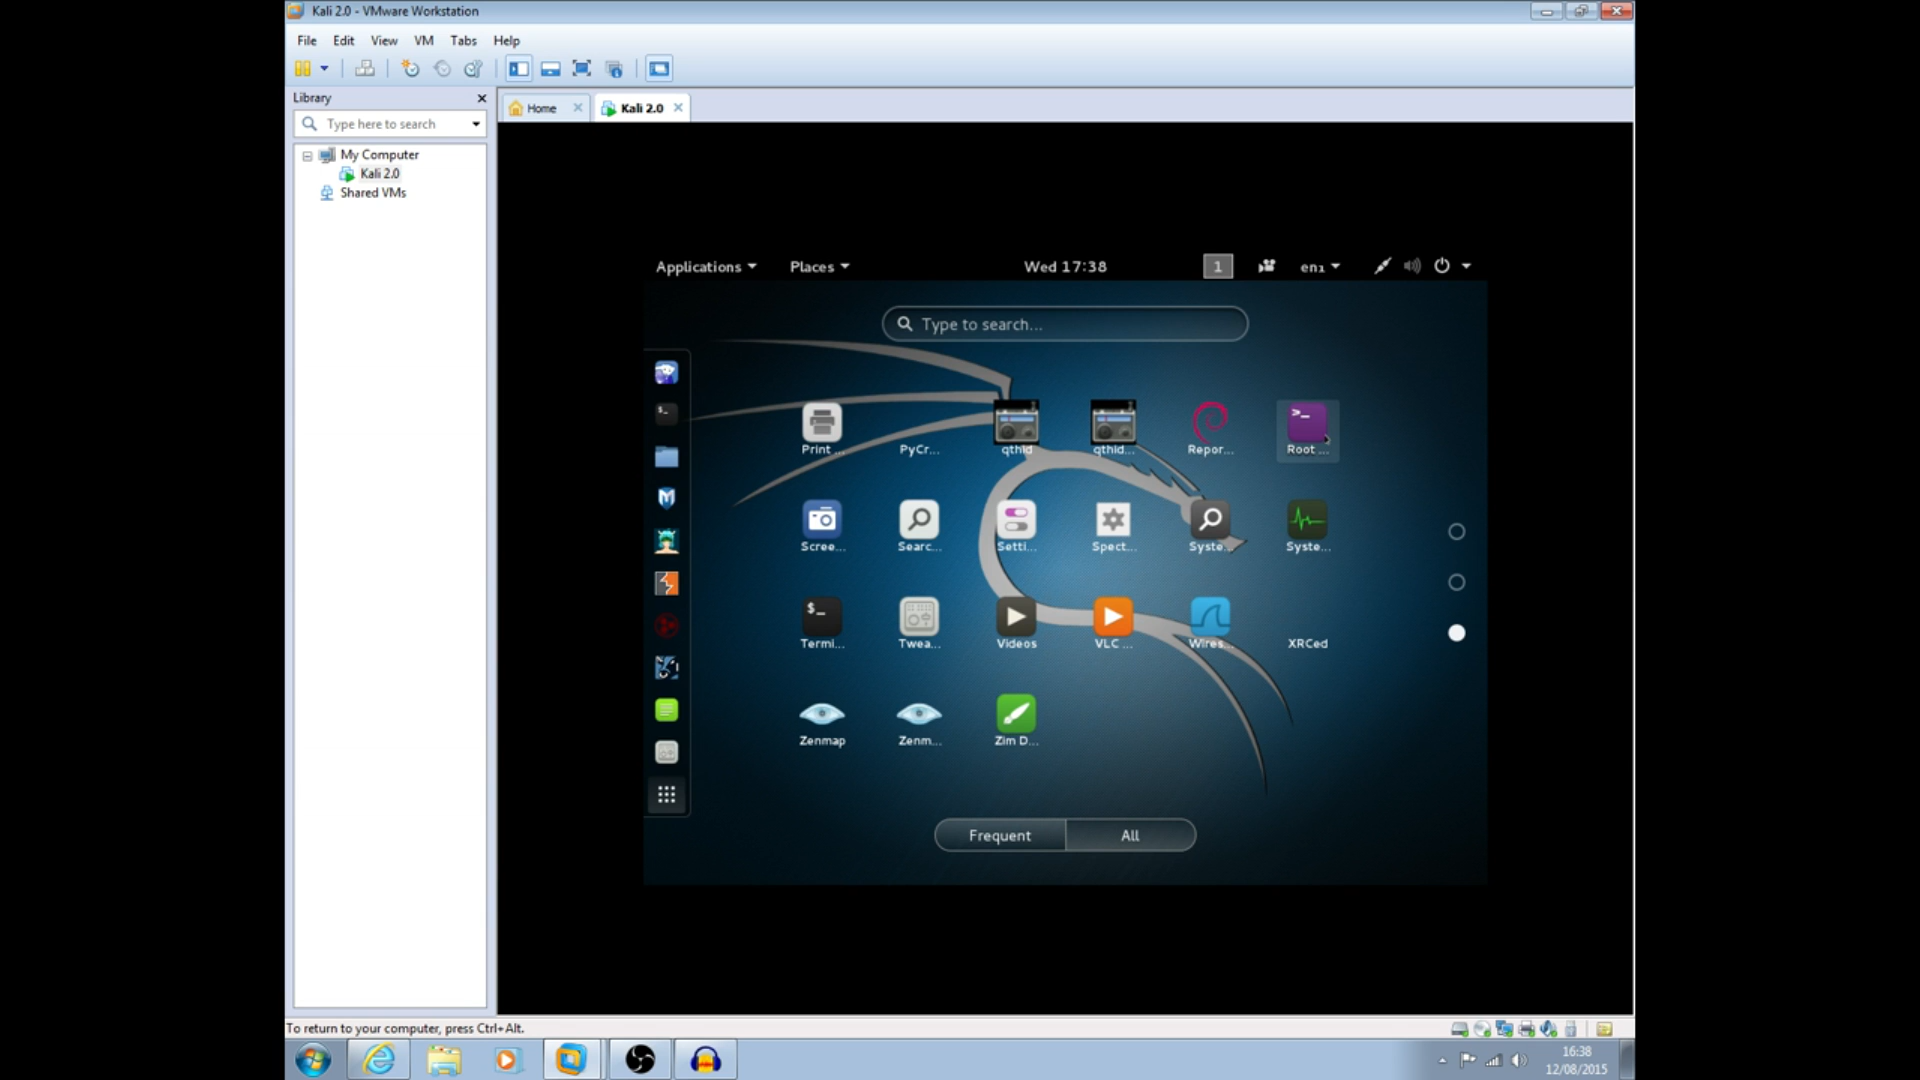 Kali 2.0 - VMware Workstation
File Edit View VM Tabs Help
Library
Home
Kali 2.0
Type here to search
My Computer
Kali 2.0
Shared VMs
Applications Places Wed 17:38 1 en1
Type to search...
Print ... PyCr... qthid qthid... Repor... Root ...
Scree... Searc... Setti... Spect... Syste... Syste...
Termi... Twea... Videos VLC ... Wires... XRCed
Zenmap Zenm... Zim D...
Frequent All
To return to your computer, press Ctrl+Alt.
16:38
12/08/2015